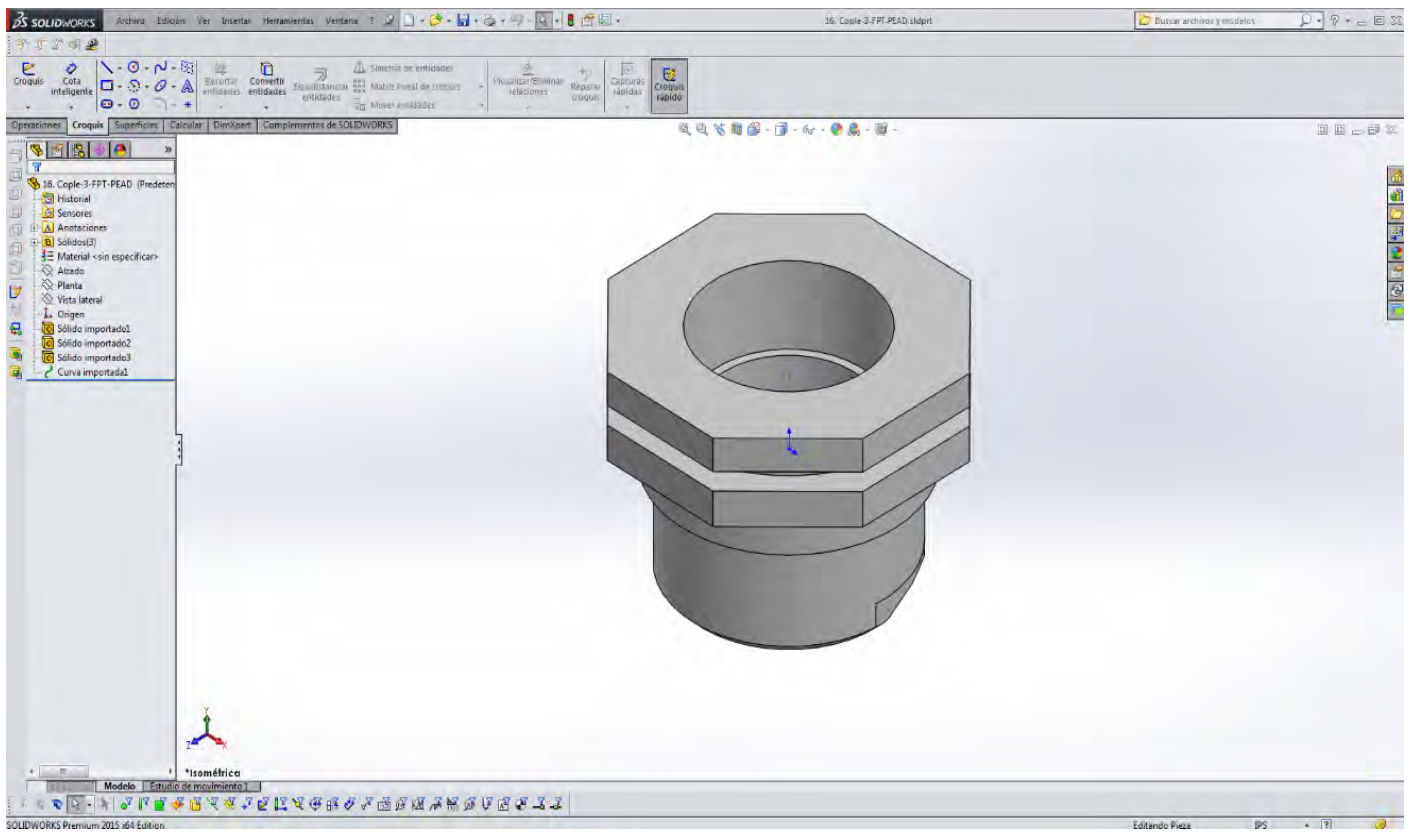 SOLIDWORKS Archivo Edición Ver Insertar Herramientas Ventana ? 16. Cople-3-FPT-PEAD.sldprt Buscar archivos y modelos
Croquis Cota inteligente Recortar entidades Convertir entidades Equidistanciar entidades Simetría de entidades Matriz lineal de croquis Mover entidades Visualizar/Eliminar relaciones Reparar croquis Capturas rápidas Croquis rápido
Operaciones Croquis Superficies Calcular DimXpert Complementos de SOLIDWORKS
16. Cople-3-FPT-PEAD (Predeten
Historial
Sensores
Anotaciones
Sólidos(3)
Material <sin especificar>
Alzado
Planta
Vista lateral
Origen
Sólido importado1
Sólido importado2
Sólido importado3
Curva importada1
Y
Z X
*Isométrica
Modelo Estudio de movimiento 1
SOLIDWORKS Premium 2015 x64 Edition Editando Pieza IPS